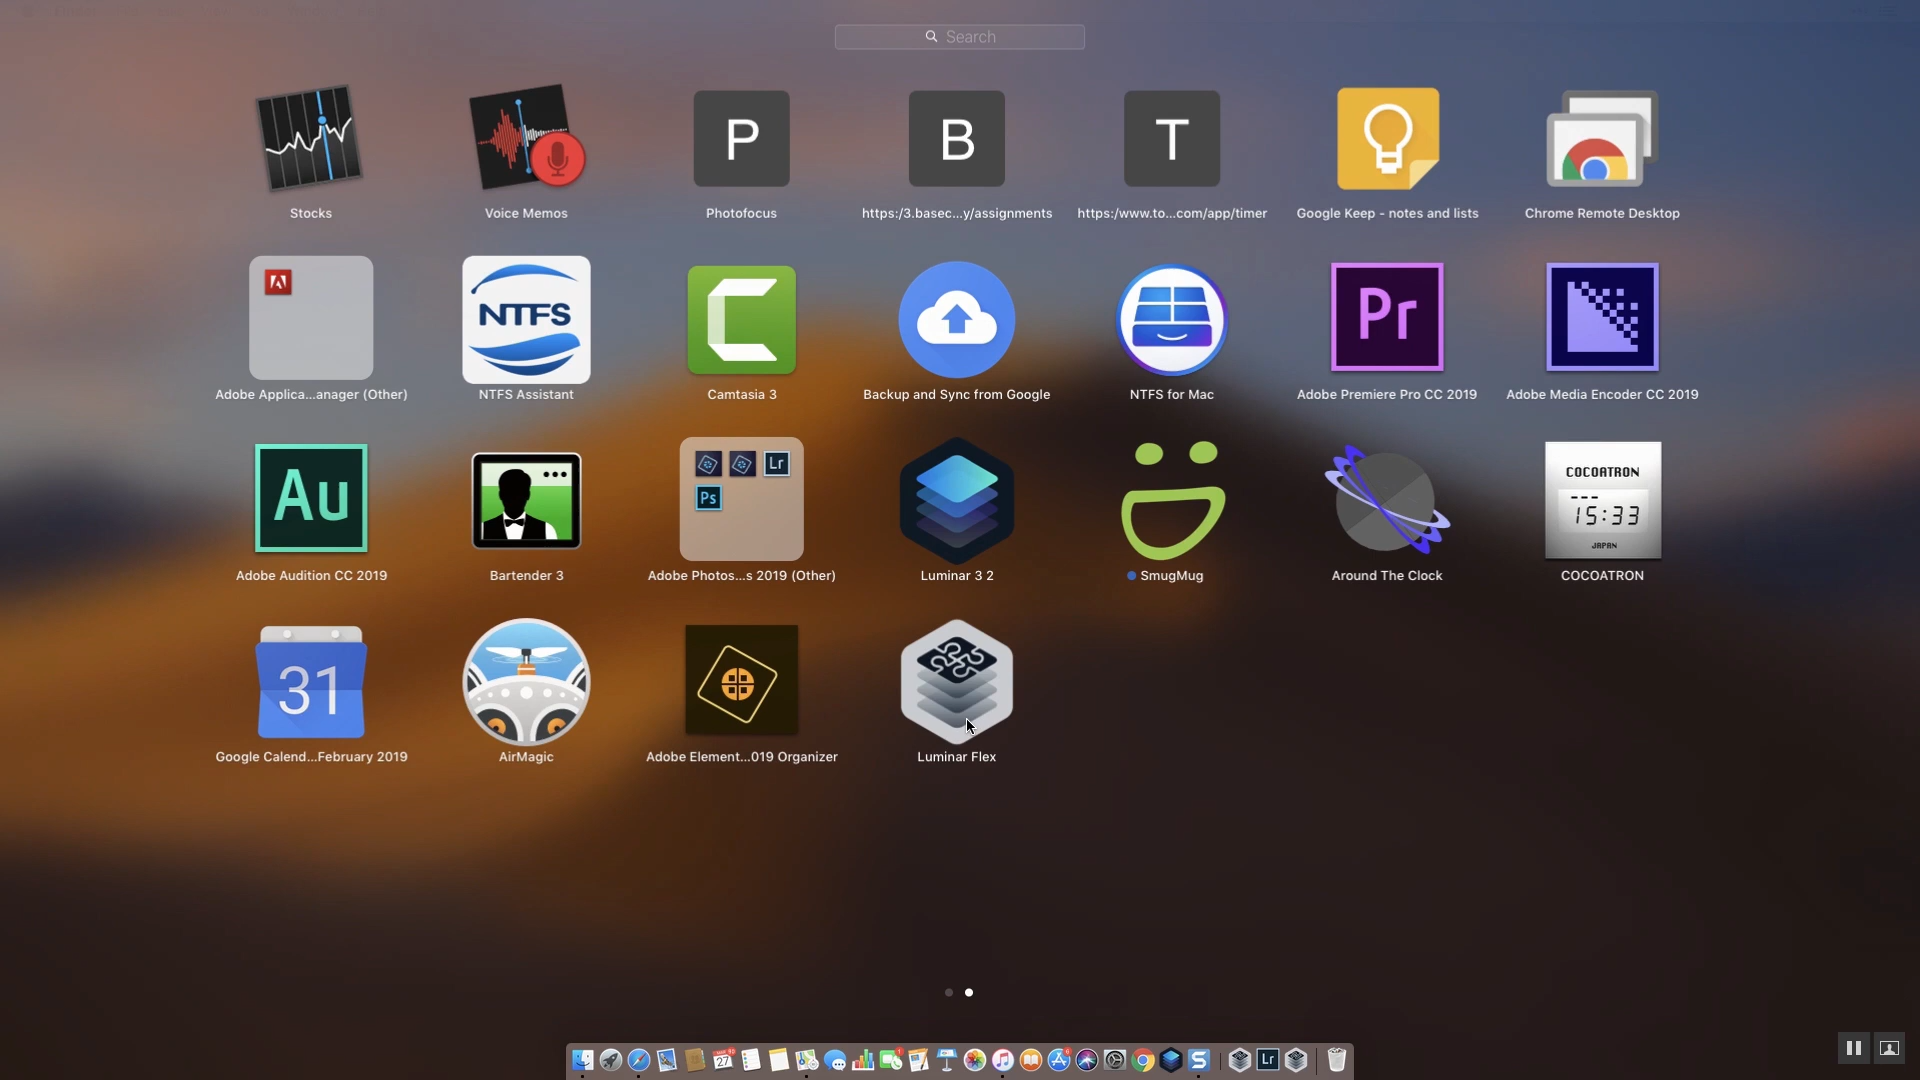 Search
P
B
T
Stocks
Voice Memos
Photofocus
https:/3.basec...y/assignments
https:/www.to...com/app/timer
Google Keep - notes and lists
Chrome Remote Desktop
NTFS
Pr
Adobe Applica...anager (Other)
NTFS Assistant
Camtasia 3
Backup and Sync from Google
NTFS for Mac
Adobe Premiere Pro CC 2019
Adobe Media Encoder CC 2019
Au
Lr
Ps
COCOATRON
15:33
JAPAN
Adobe Audition CC 2019
Bartender 3
Adobe Photos...s 2019 (Other)
Luminar 3 2
SmugMug
Around The Clock
COCOATRON
31
Google Calend...February 2019
AirMagic
Adobe Element...019 Organizer
Luminar Flex
27
Lr